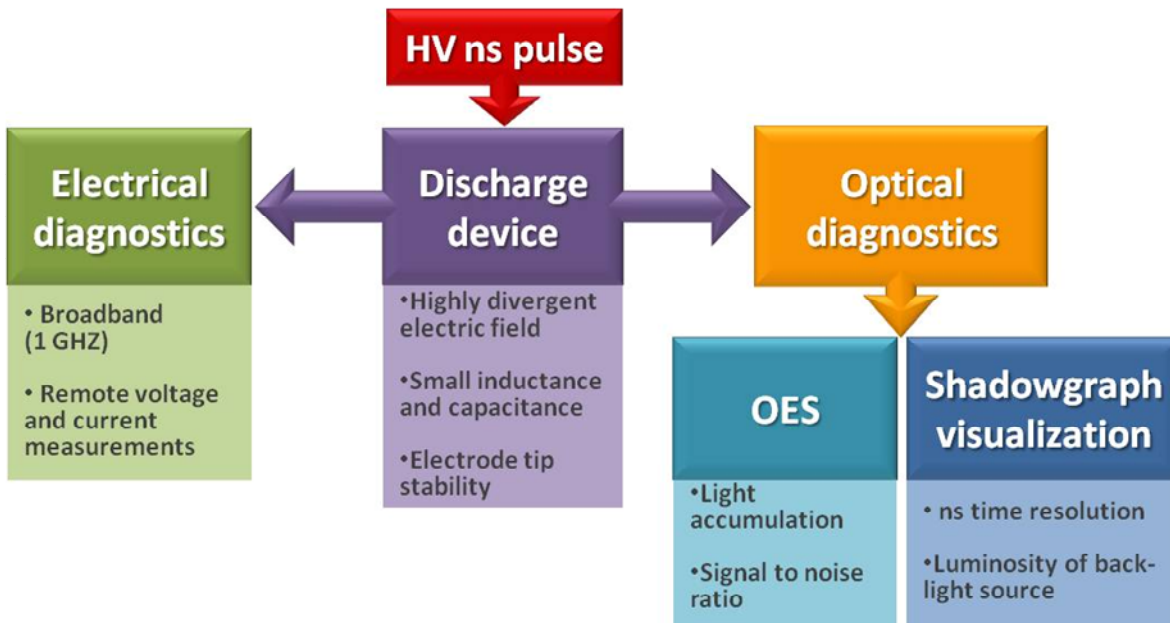 HV ns pulse
Electrical
diagnostics
• Broadband
(1 GHZ)
• Remote voltage
and current
measurements
Discharge
device
•Highly divergent
electric field
•Small inductance
and capacitance
•Electrode tip
stability
Optical
diagnostics
OES
•Light
accumulation
•Signal to noise
ratio
Shadowgraph
visualization
• ns time resolution
•Luminosity of back-
light source